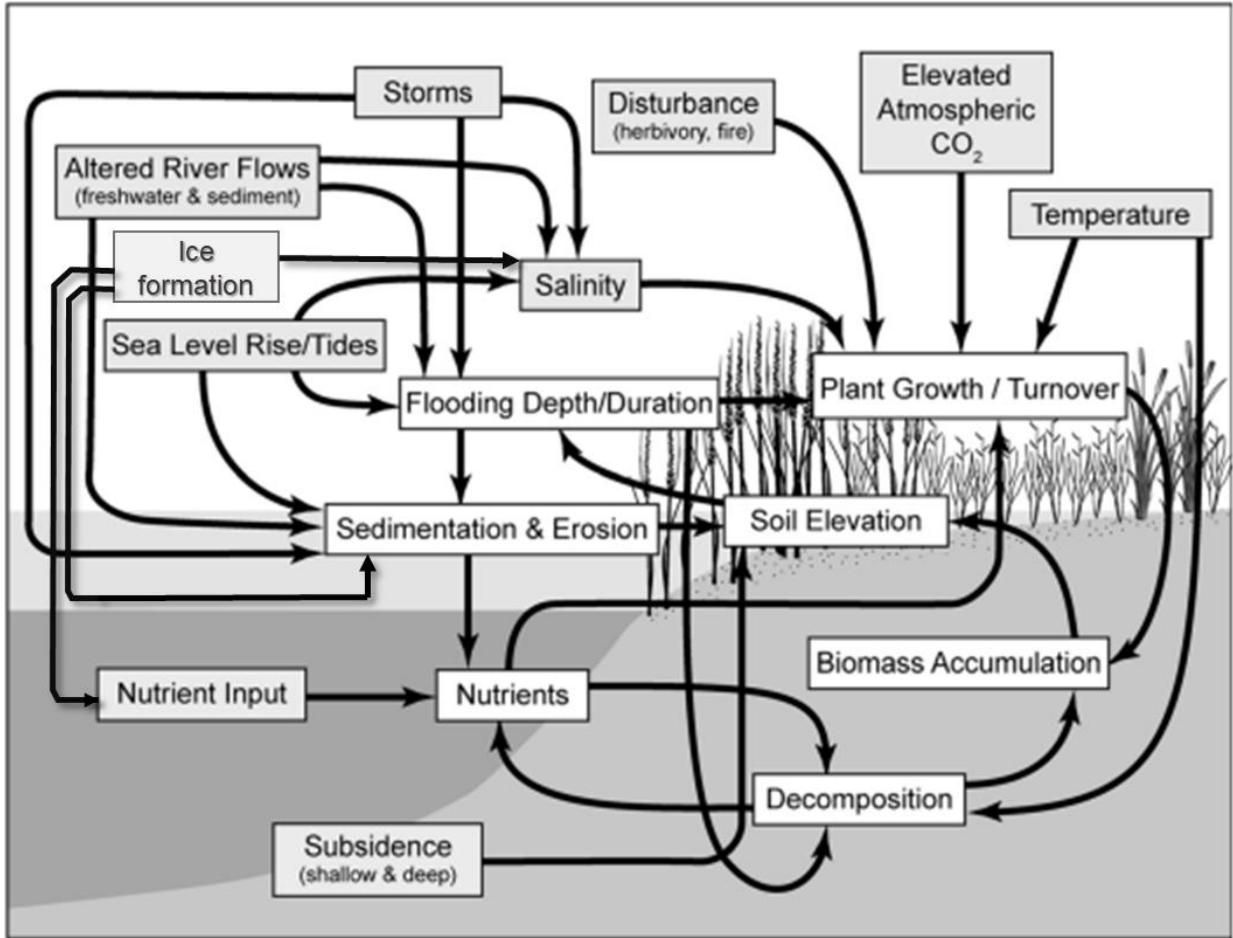 Storms
Disturbance
(herbivory, fire)
Elevated
Atmospheric
CO₂
Altered River Flows
(freshwater & sediment)
Temperature
Ice
formation
Salinity
Sea Level Rise/Tides
Flooding Depth/Duration
Plant Growth / Turnover
Sedimentation & Erosion
Soil Elevation
Biomass Accumulation
Nutrient Input
Nutrients
Decomposition
Subsidence
(shallow & deep)